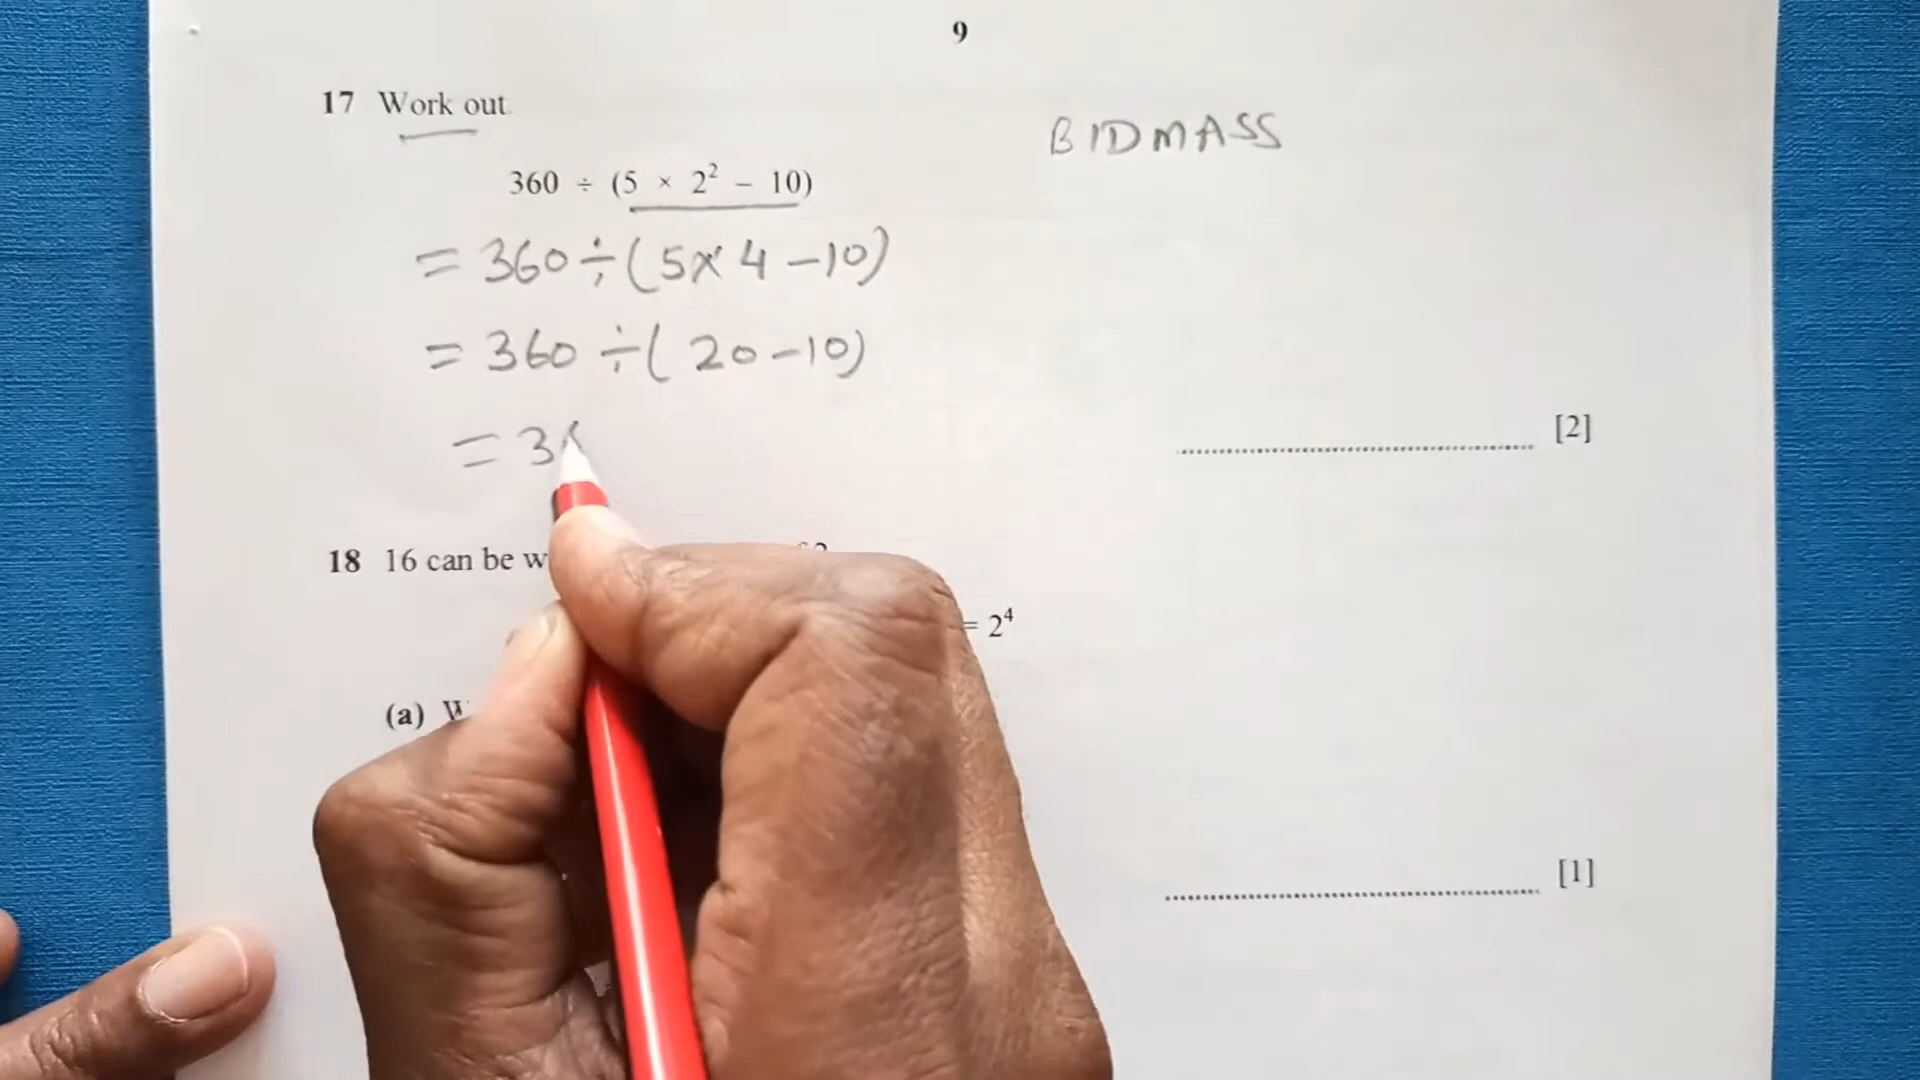 9
17 Work out
BIDMASS
360 ÷ (5 × 2² − 10)
= 360 ÷ (5 × 4 − 10)
= 360 ÷ (20 − 10)
= 3
[2]
18 16 can be
= 2⁴
(a)
[1]